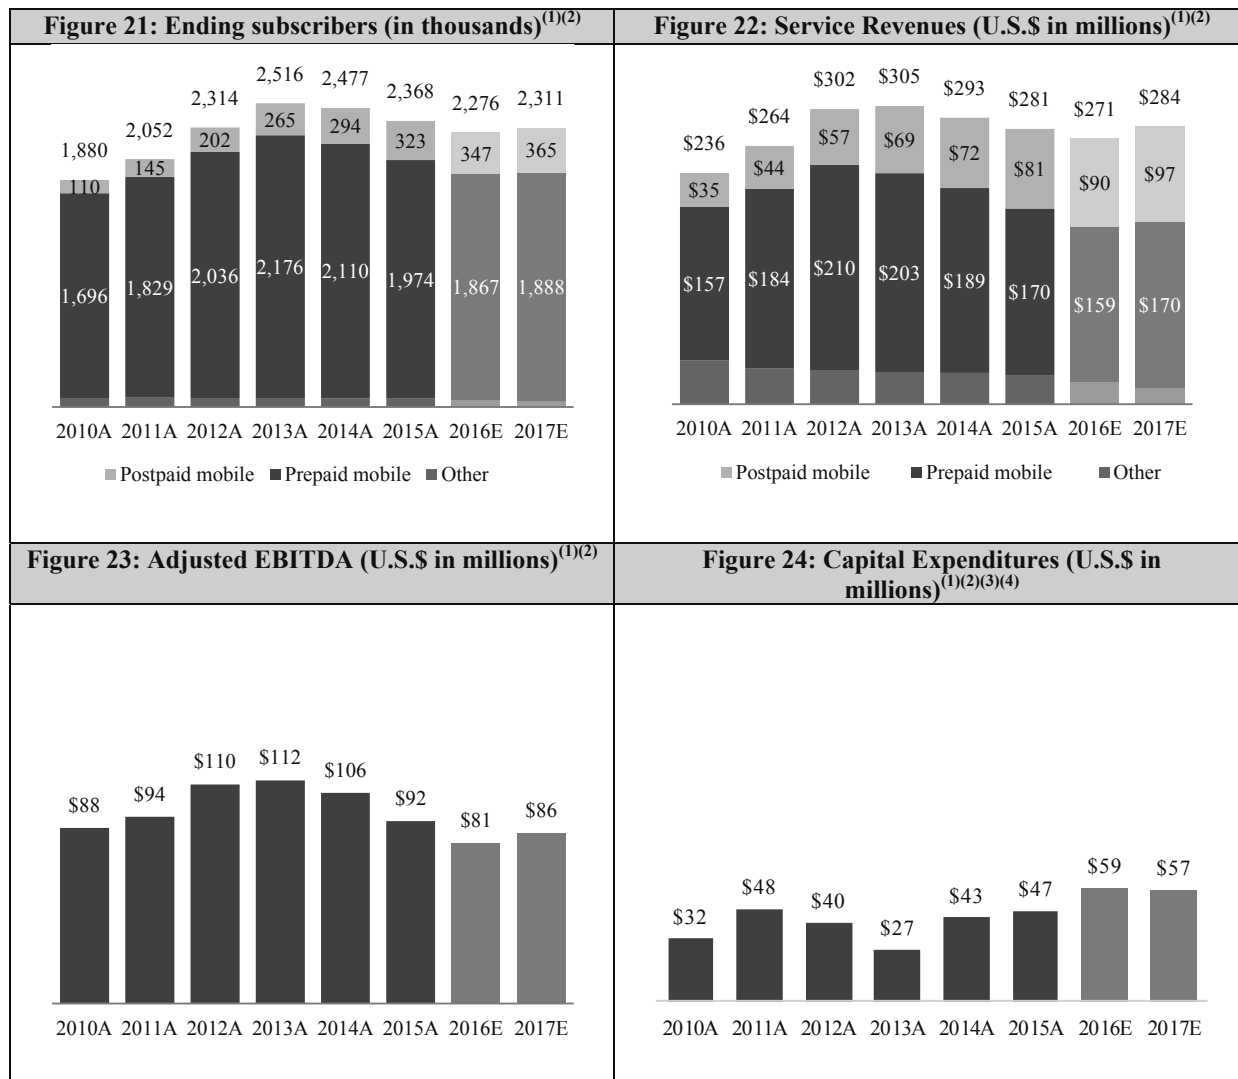 Figure 21: Ending subscribers (in thousands)(1)(2)
1,880 2,052 2,314 2,516 2,477 2,368 2,276 2,311
110 145 202 265 294 323 347 365
1,696 1,829 2,036 2,176 2,110 1,974 1,867 1,888
2010A 2011A 2012A 2013A 2014A 2015A 2016E 2017E
Postpaid mobile Prepaid mobile Other
Figure 22: Service Revenues (U.S.$ in millions)(1)(2)
$236 $264 $302 $305 $293 $281 $271 $284
$35 $44 $57 $69 $72 $81 $90 $97
$157 $184 $210 $203 $189 $170 $159 $170
2010A 2011A 2012A 2013A 2014A 2015A 2016E 2017E
Postpaid mobile Prepaid mobile Other
Figure 23: Adjusted EBITDA (U.S.$ in millions)(1)(2)
$88 $94 $110 $112 $106 $92 $81 $86
2010A 2011A 2012A 2013A 2014A 2015A 2016E 2017E
Figure 24: Capital Expenditures (U.S.$ in
millions)(1)(2)(3)(4)
$32 $48 $40 $27 $43 $47 $59 $57
2010A 2011A 2012A 2013A 2014A 2015A 2016E 2017E